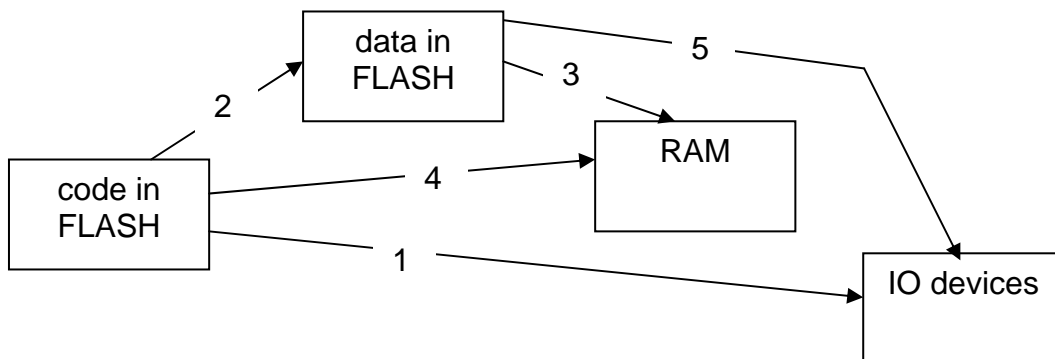 data in
FLASH
5
3
2
RAM
4
code in
FLASH
1
IO devices